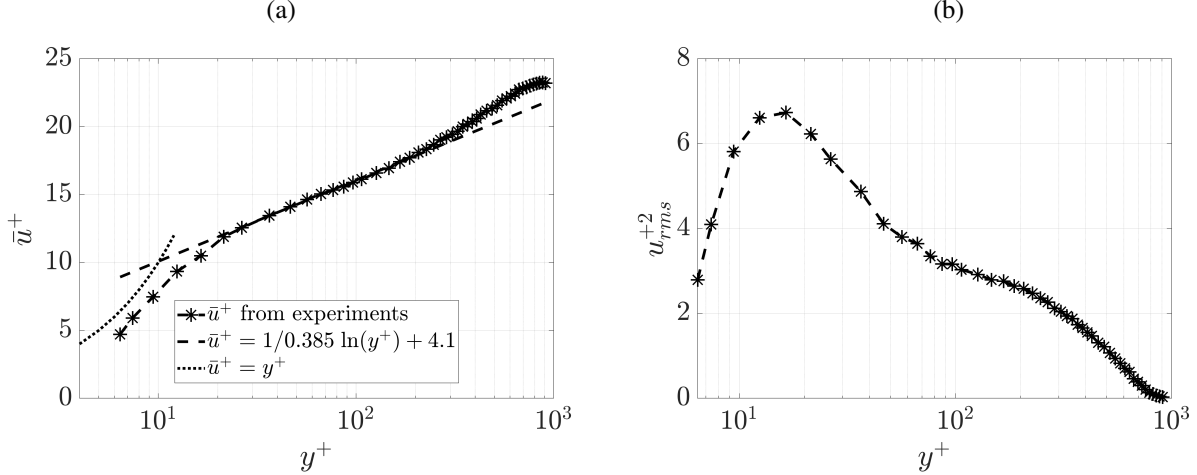 (a)
25
20
15
10
5
0
ū⁺
10¹
10²
10³
y⁺
ū⁺ from experiments
ū⁺ = 1/0.385 ln(y⁺) + 4.1
ū⁺ = y⁺
(b)
8
6
4
2
0
u⁺²rms
10¹
10²
10³
y⁺